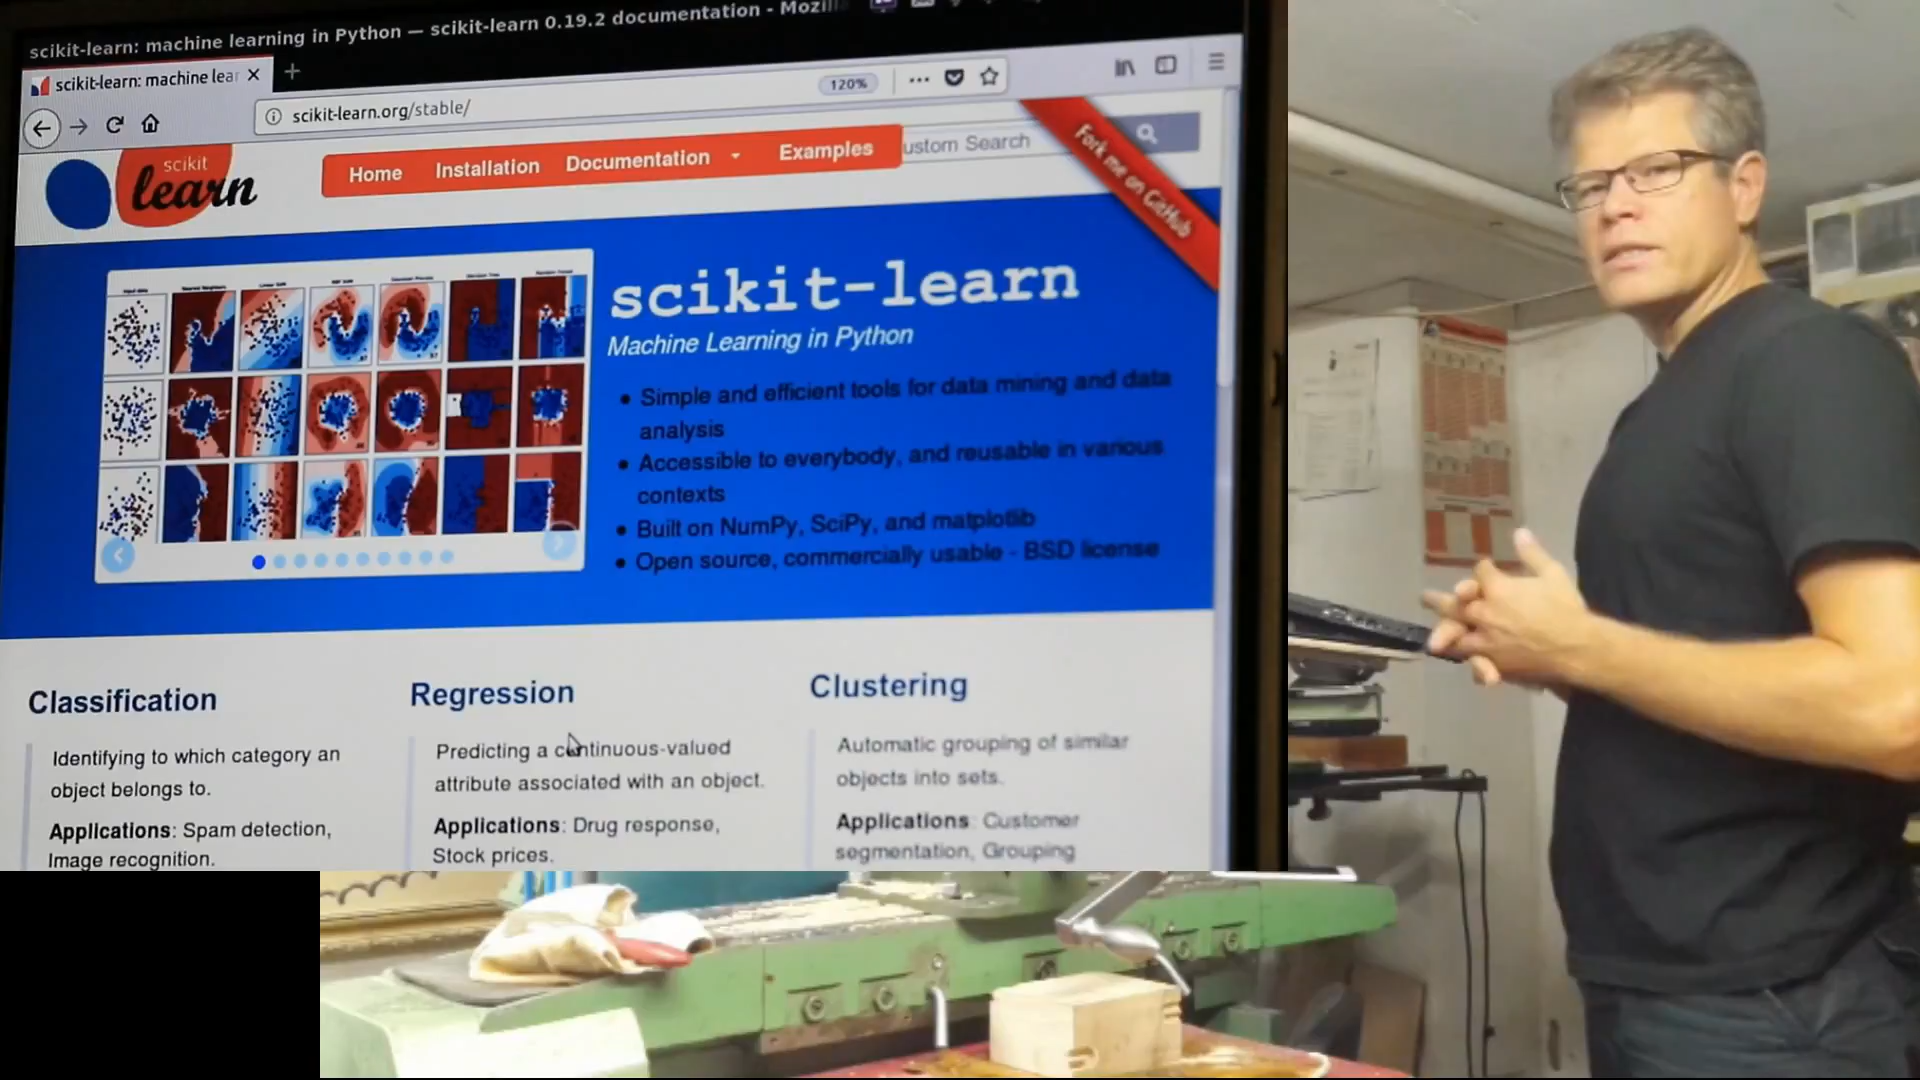 scikit-learn: machine learning in Python — scikit-learn 0.19.2 documentation - Mozil
scikit-learn: machine lear
scikit-learn.org/stable/
120%
scikit
learn
Home Installation Documentation Examples
ustom Search
Fork me on GitHub
scikit-learn
Machine Learning in Python
Simple and efficient tools for data mining and data
analysis
Accessible to everybody, and reusable in various
contexts
Built on NumPy, SciPy, and matplotlib
Open source, commercially usable - BSD license
Classification
Identifying to which category an
object belongs to.
Applications: Spam detection,
Image recognition.
Regression
Predicting a continuous-valued
attribute associated with an object.
Applications: Drug response,
Stock prices.
Clustering
Automatic grouping of similar
objects into sets.
Applications: Customer
segmentation, Grouping